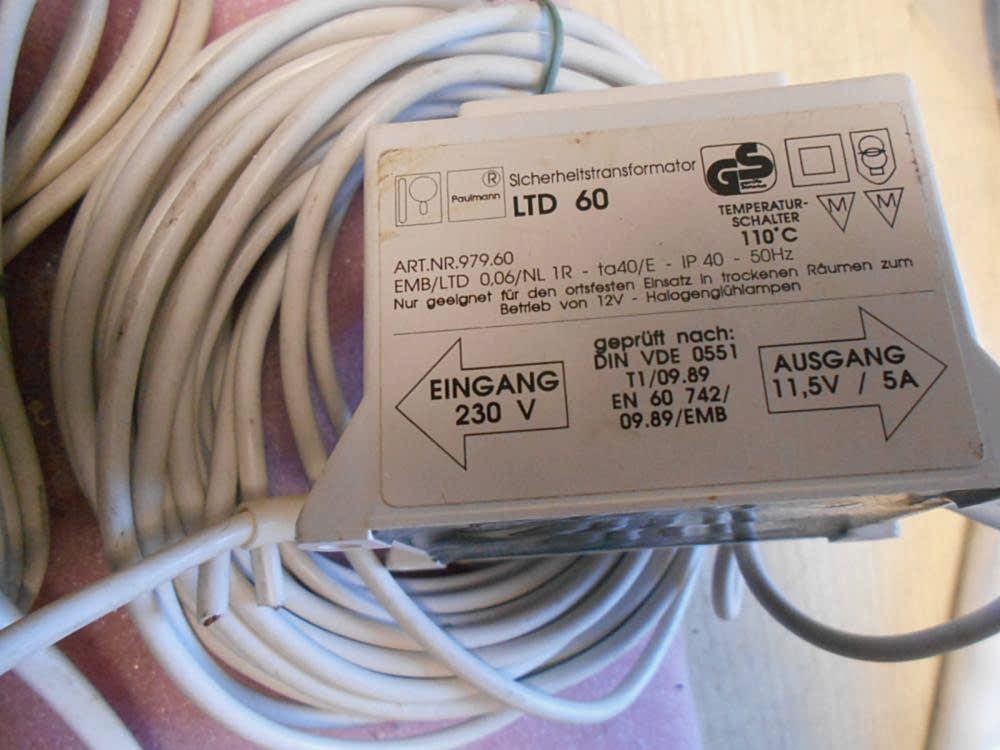 ® Paulmann
Sicherheitstransformator
LTD 60
GS
TEMPERATUR-
SCHALTER
110°C
M M
ART.NR.979.60
EMB/LTD 0,06/NL 1R - ta40/E - IP 40 - 50Hz
Nur geeignet für den ortsfesten Einsatz in trockenen Räumen zum
Betrieb von 12V - Halogenglühlampen
EINGANG
230 V
geprüft nach:
DIN VDE 0551
T1/09.89
EN 60 742/
09.89/EMB
AUSGANG
11,5V / 5A